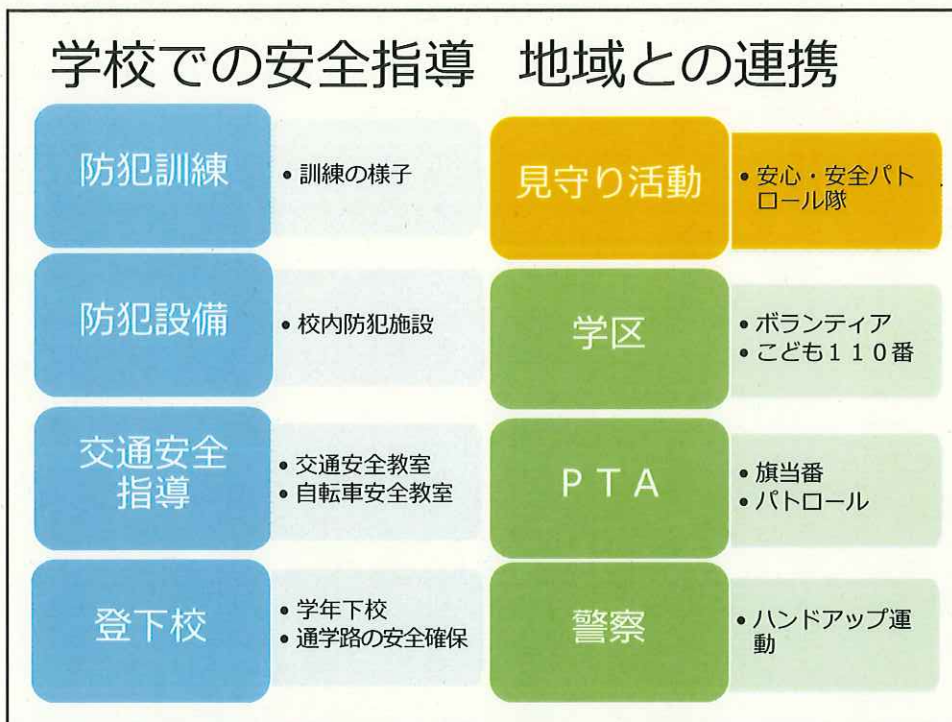 学校での安全指導
防犯訓練
• 訓練の様子
防犯設備
• 校内防犯施設
交通安全
指導
• 交通安全教室
• 自転車安全教室
登下校
• 学年下校
• 通学路の安全確保
地域との連携
見守り活動
• 安心・安全パト
ロール隊
学区
• ボランティア
• こども１１０番
ＰＴＡ
• 旗当番
• パトロール
警察
• ハンドアップ運
動